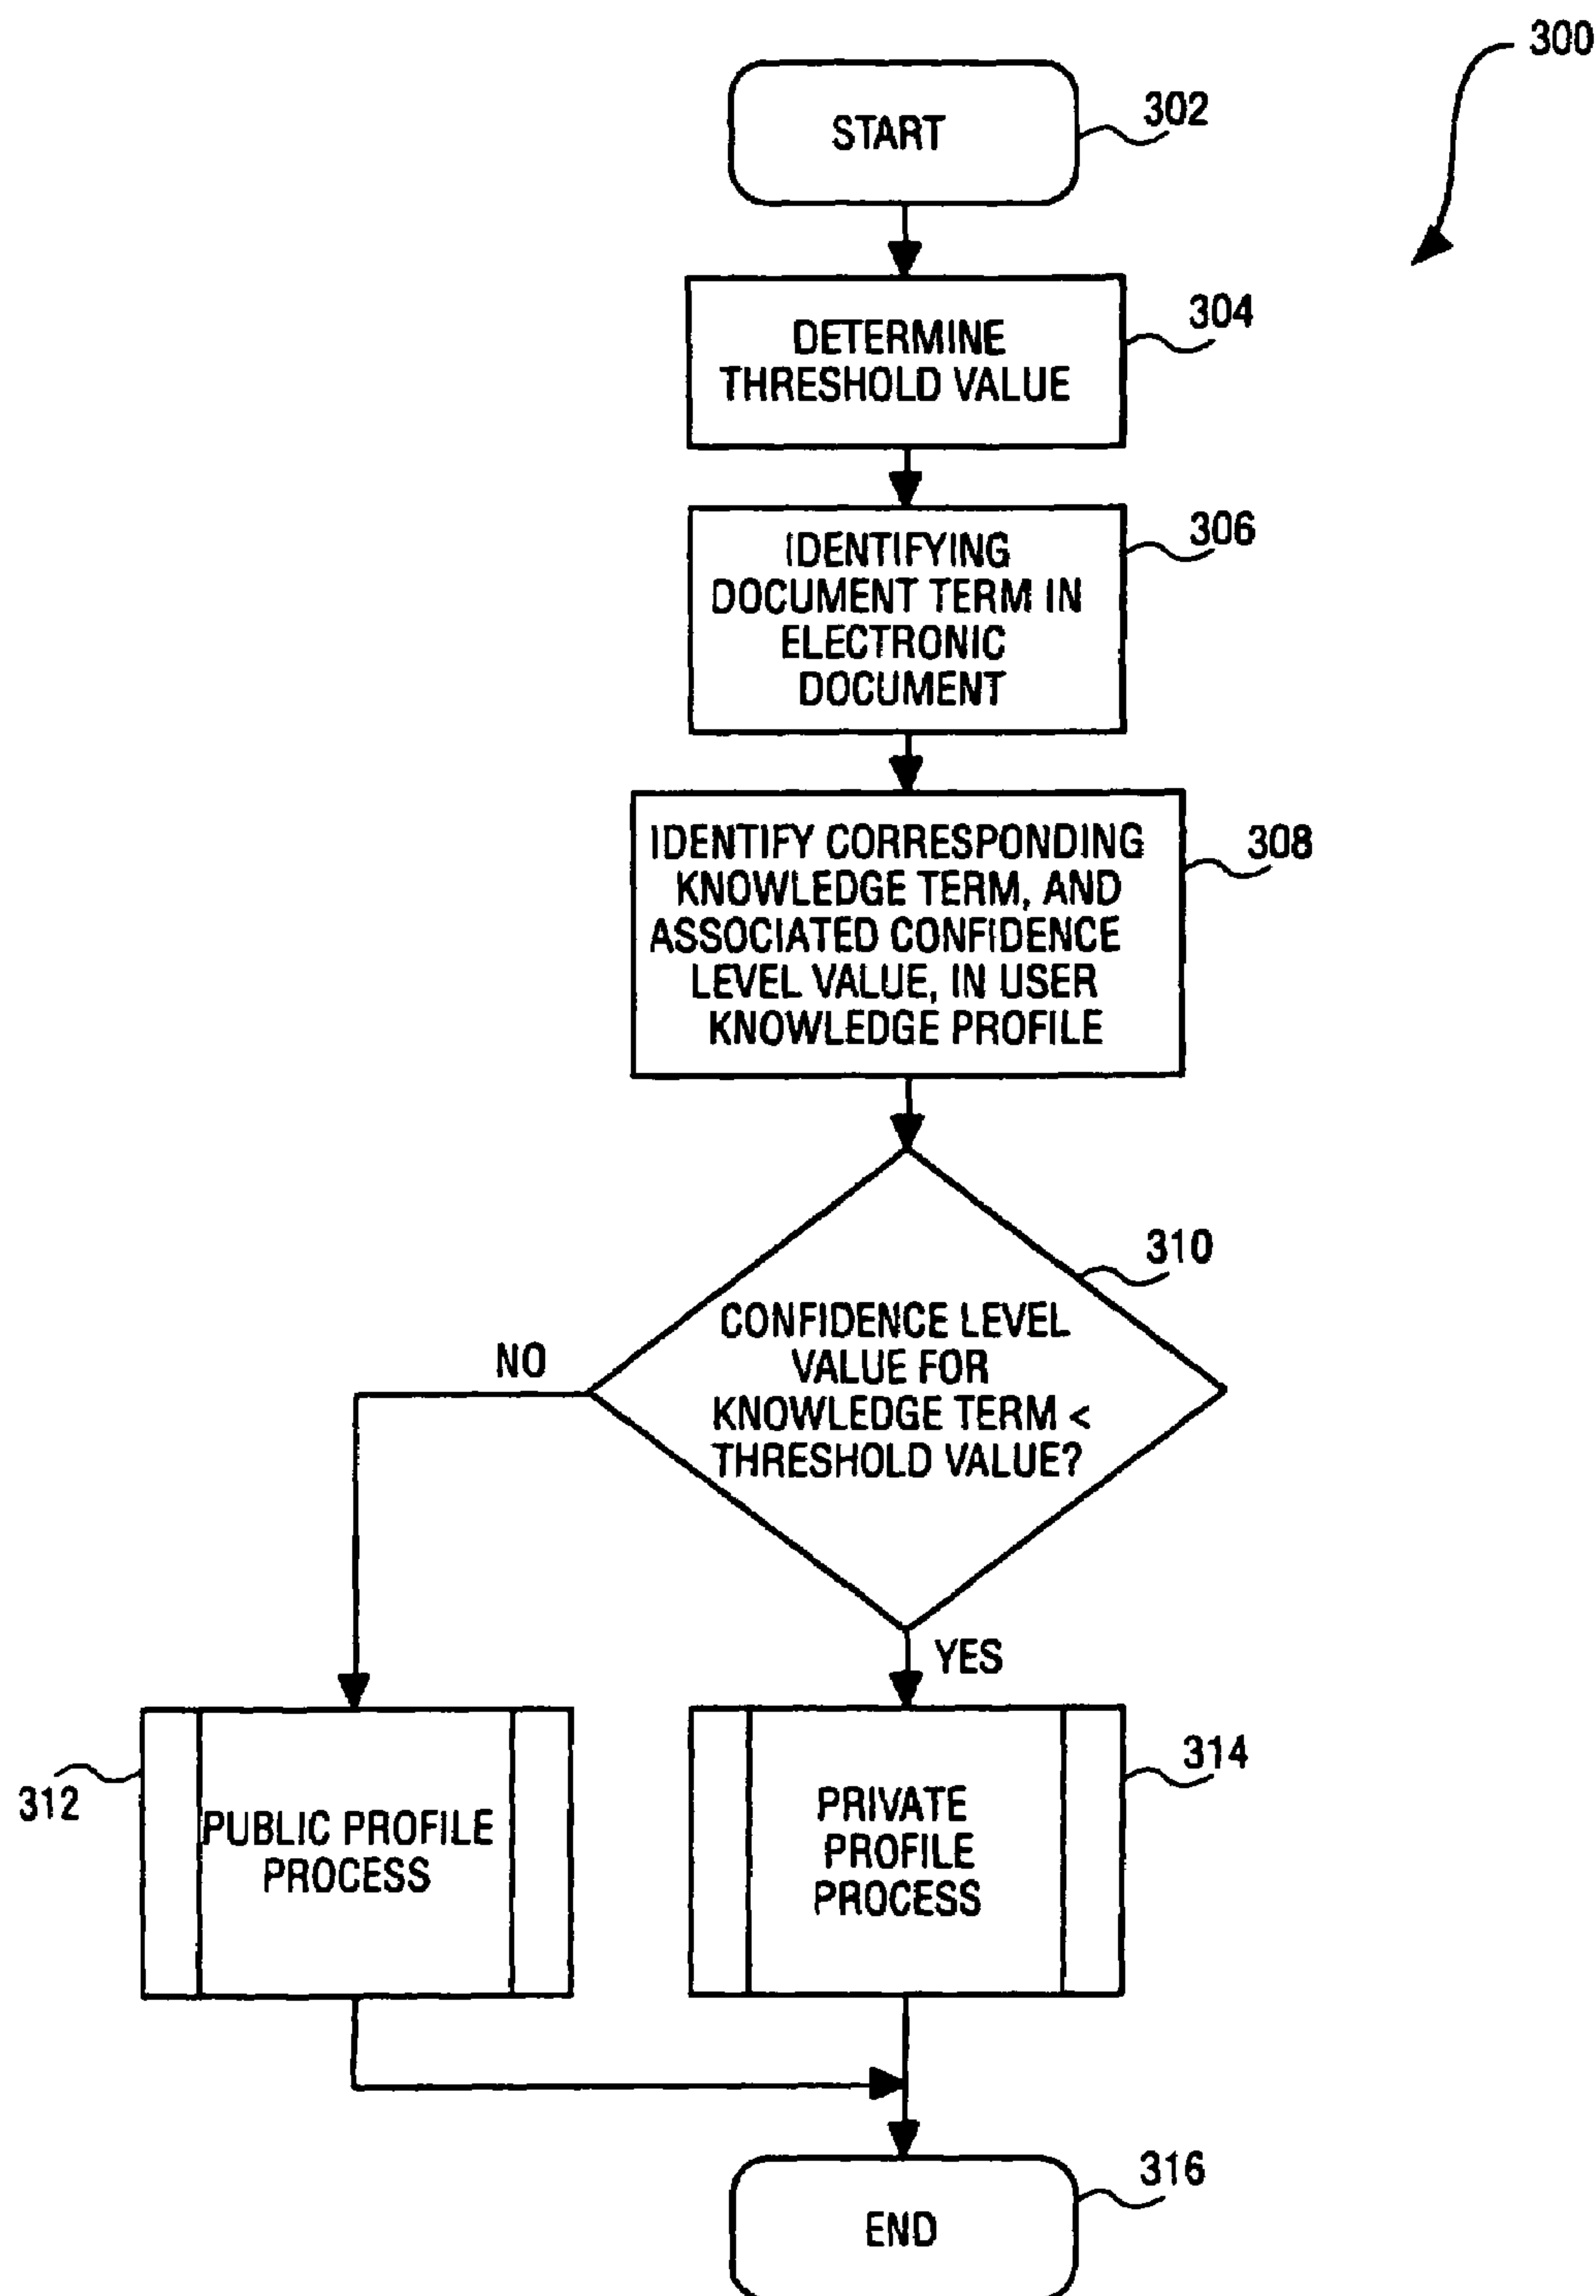 300
START
302
DETERMINE
THRESHOLD VALUE
304
IDENTIFYING
DOCUMENT TERM IN
ELECTRONIC
DOCUMENT
306
IDENTIFY CORRESPONDING
KNOWLEDGE TERM, AND
ASSOCIATED CONFIDENCE
LEVEL VALUE, IN USER
KNOWLEDGE PROFILE
308
310
CONFIDENCE LEVEL
VALUE FOR
KNOWLEDGE TERM <
THRESHOLD VALUE?
NO
YES
312
PUBLIC PROFILE
PROCESS
PRIVATE
PROFILE
PROCESS
314
END
316